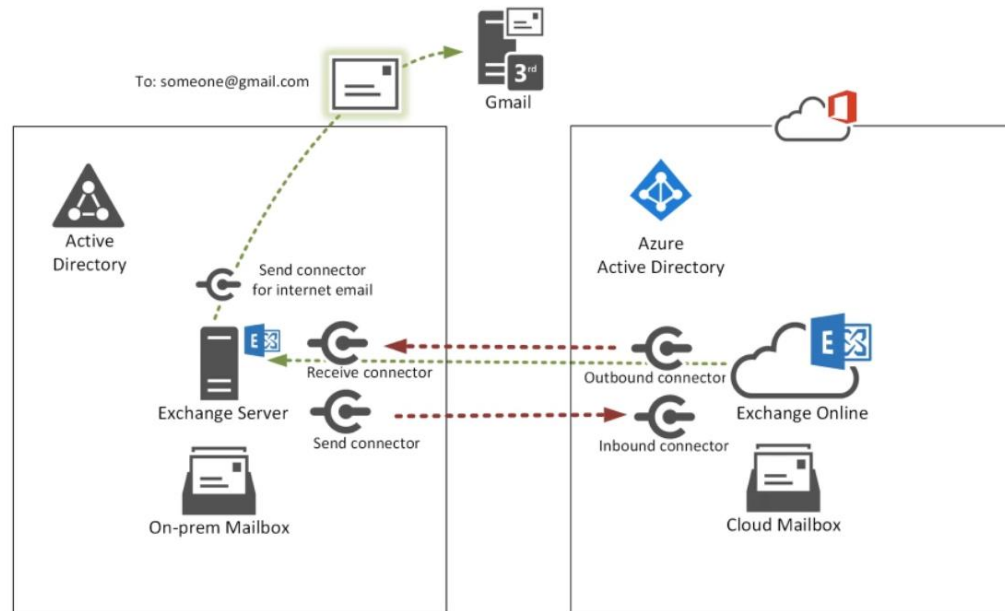 To: someone@gmail.com
3rd
Gmail
Active
Directory
Azure
Active Directory
Send connector
for internet email
E
Receive connector
Outbound connector
E
Exchange Server
Send connector
Inbound connector
Exchange Online
On-prem Mailbox
Cloud Mailbox